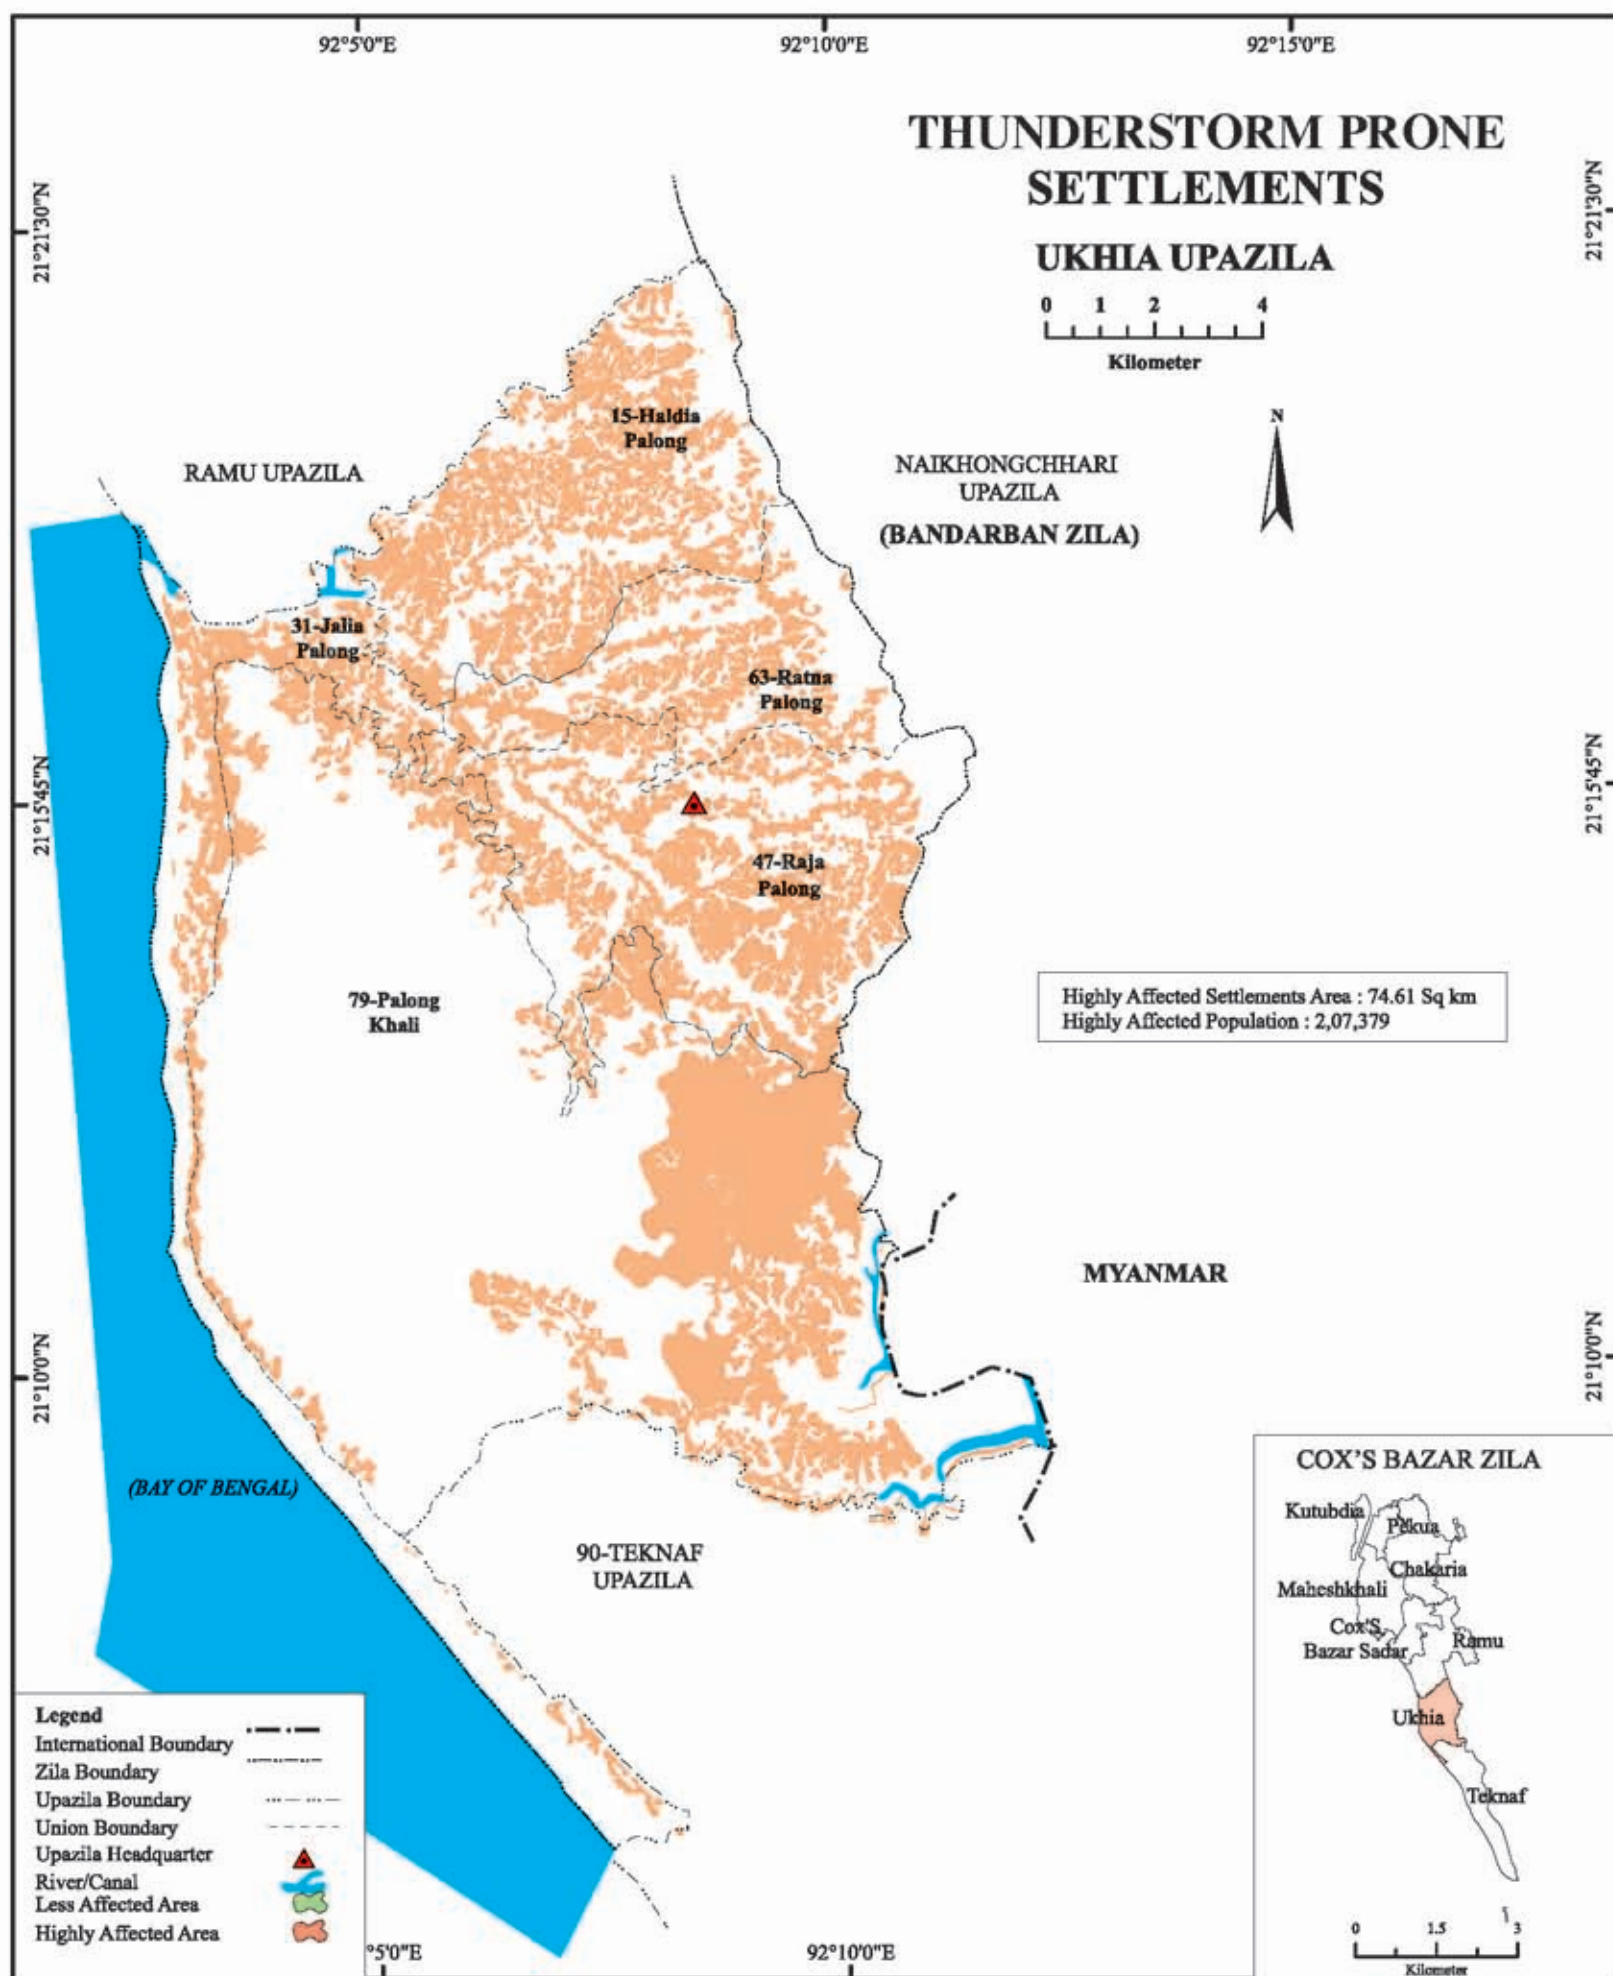 92°5'0"E
92°10'0"E
92°15'0"E
THUNDERSTORM PRONE
SETTLEMENTS
UKHIA UPAZILA
0 1 2 4
Kilometer
N
21°21'30"N
21°21'30"N
15-Haldia
Palong
RAMU UPAZILA
NAIKHONGCHHARI
UPAZILA
(BANDARBAN ZILA)
31-Jalia
Palong
63-Ratna
Palong
21°15'45"N
21°15'45"N
47-Raja
Palong
79-Palong
Khali
Highly Affected Settlements Area : 74.61 Sq km
Highly Affected Population : 2,07,379
MYANMAR
21°10'0"N
21°10'0"N
(BAY OF BENGAL)
90-TEKNAF
UPAZILA
COX'S BAZAR ZILA
Kutubdia
Pekua
Chakaria
Maheshkhali
Cox'S
Bazar Sadar
Ramu
Ukhia
Teknaf
0 1.5 3
Kilometer
Legend
International Boundary
Zila Boundary
Upazila Boundary
Union Boundary
Upazila Headquarter
River/Canal
Less Affected Area
Highly Affected Area
°5'0"E
92°10'0"E